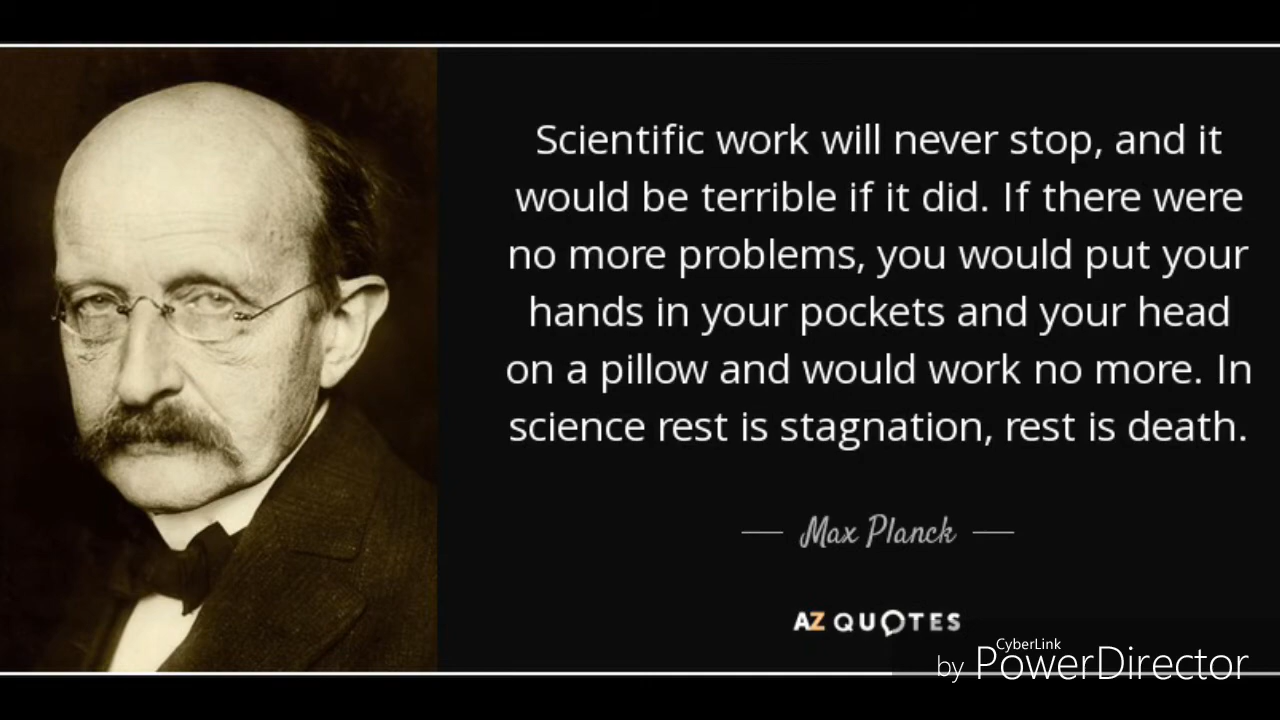 Scientific work will never stop, and it
would be terrible if it did. If there were
no more problems, you would put your
hands in your pockets and your head
on a pillow and would work no more. In
science rest is stagnation, rest is death.
Max Planck
AZ QUOTES
CyberLink
by PowerDirector